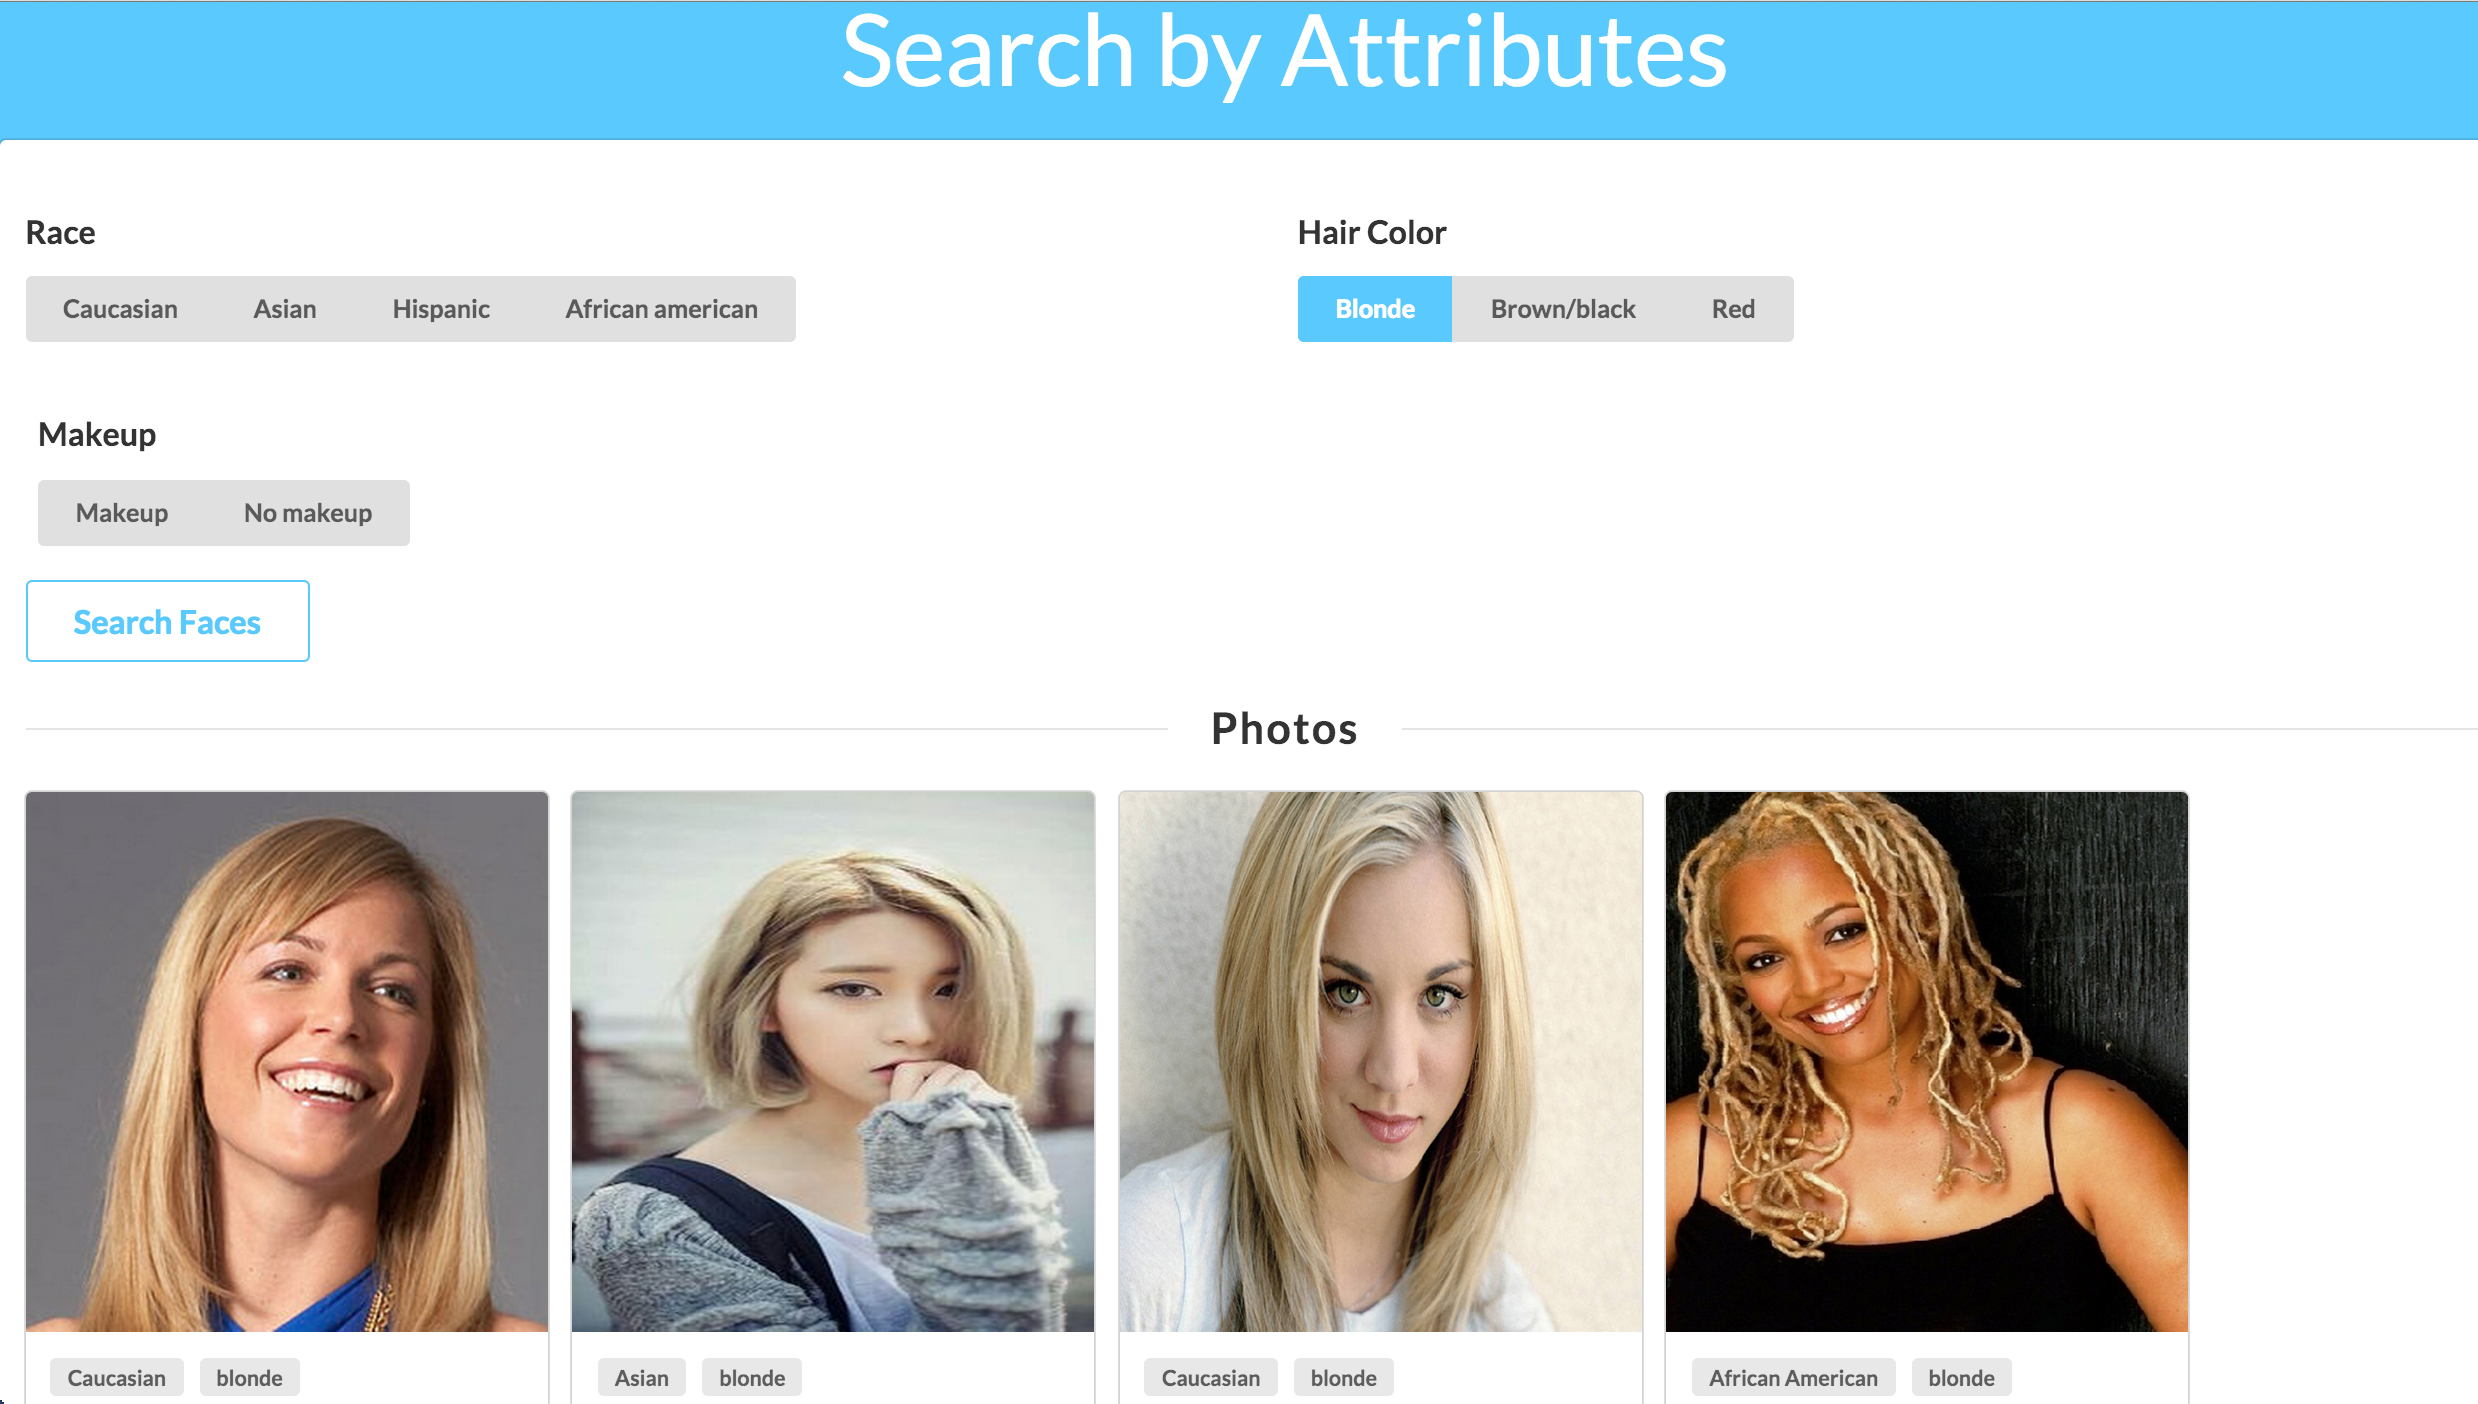 Search by Attributes
Race
Hair Color
Caucasian Asian Hispanic African american
Blonde Brown/black Red
Makeup
Makeup No makeup
Search Faces
Photos
Caucasian blonde
Asian blonde
Caucasian blonde
African American blonde